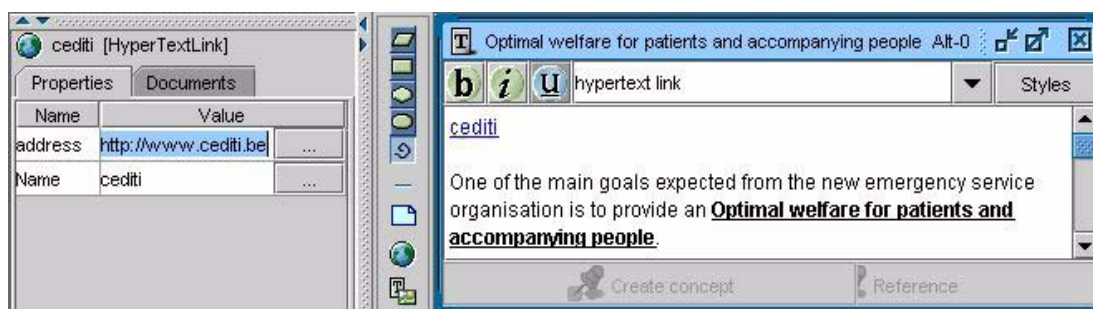 cediti [HyperTextLink]
Properties Documents
Name Value
address http://www.cediti.be ...
Name cediti ...
T Optimal welfare for patients and accompanying people Alt-0
b i u hypertext link Styles
cediti
One of the main goals expected from the new emergency service
organisation is to provide an Optimal welfare for patients and
accompanying people.
Create concept Reference